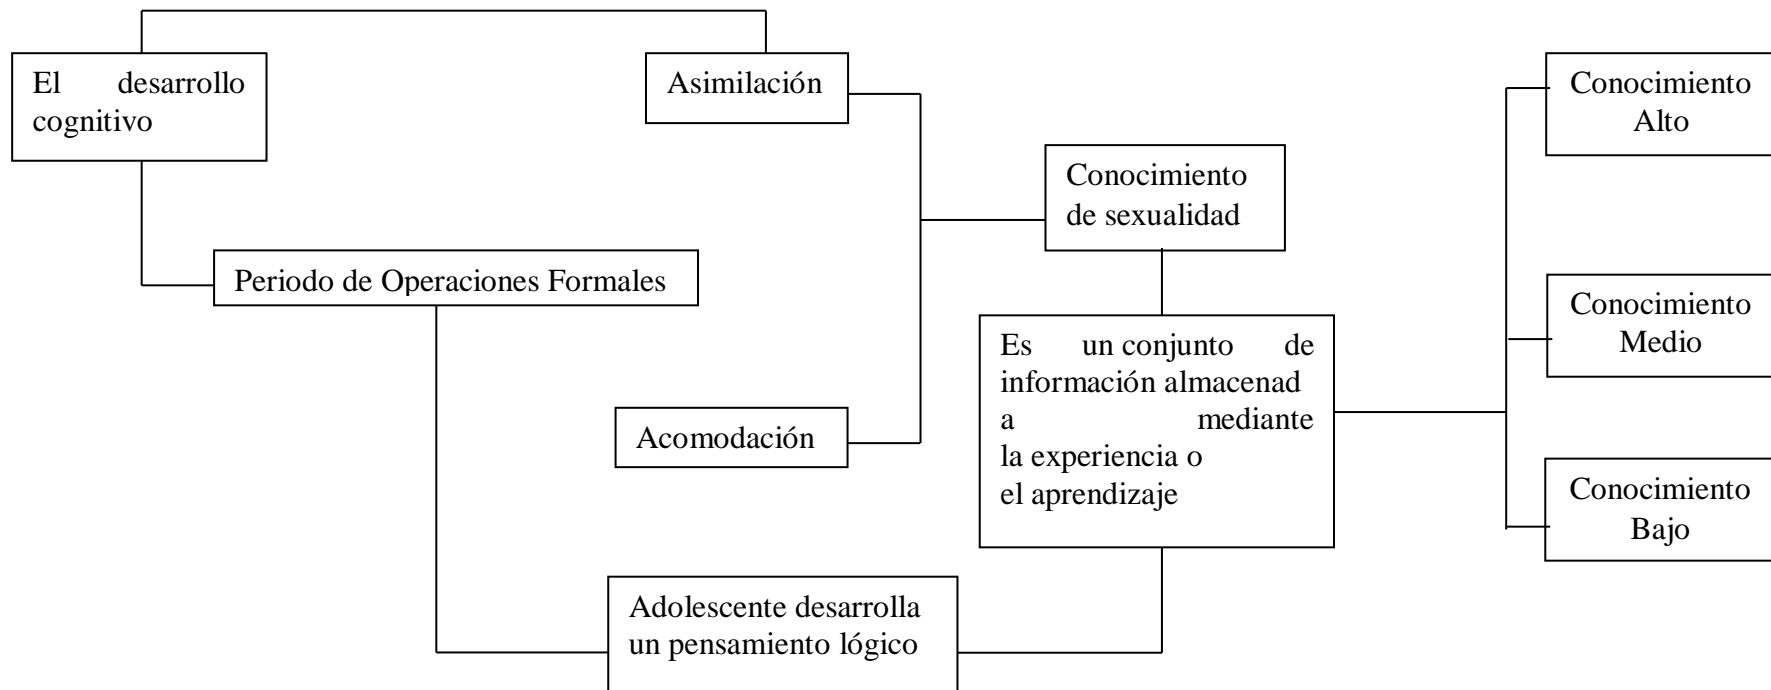 El desarrollo
cognitivo
Asimilación
Conocimiento
Alto
Conocimiento
de sexualidad
Periodo de Operaciones Formales
Conocimiento
Medio
Es un conjunto de
información almacenad
a mediante
la experiencia o
el aprendizaje
Acomodación
Conocimiento
Bajo
Adolescente desarrolla
un pensamiento lógico